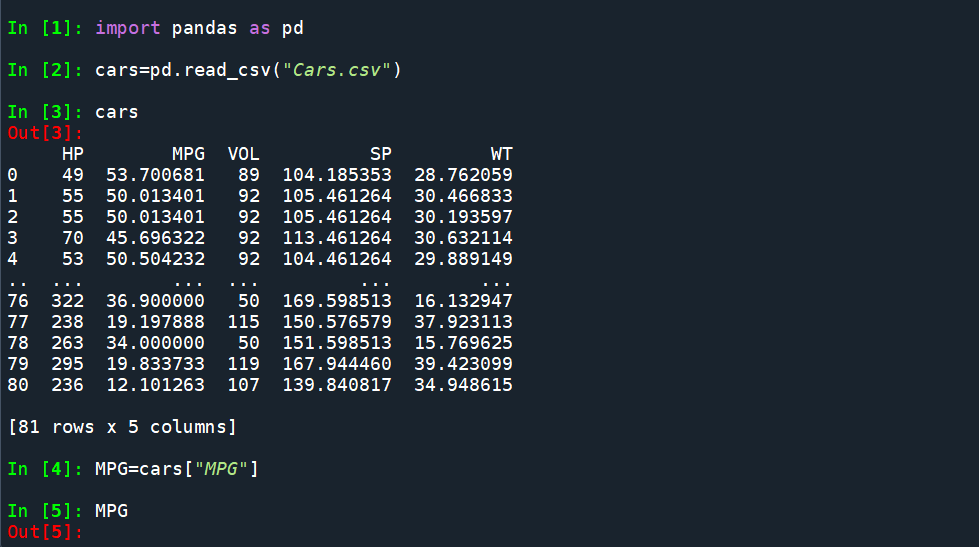 In [1]: import pandas as pd
In [2]: cars=pd.read_csv("Cars.csv")
In [3]: cars
Out[3]:
     HP        MPG  VOL          SP         WT
0    49  53.700681   89  104.185353  28.762059
1    55  50.013401   92  105.461264  30.466833
2    55  50.013401   92  105.461264  30.193597
3    70  45.696322   92  113.461264  30.632114
4    53  50.504232   92  104.461264  29.889149
..  ...        ...  ...         ...        ...
76  322  36.900000   50  169.598513  16.132947
77  238  19.197888  115  150.576579  37.923113
78  263  34.000000   50  151.598513  15.769625
79  295  19.833733  119  167.944460  39.423099
80  236  12.101263  107  139.840817  34.948615
[81 rows x 5 columns]
In [4]: MPG=cars["MPG"]
In [5]: MPG
Out[5]: